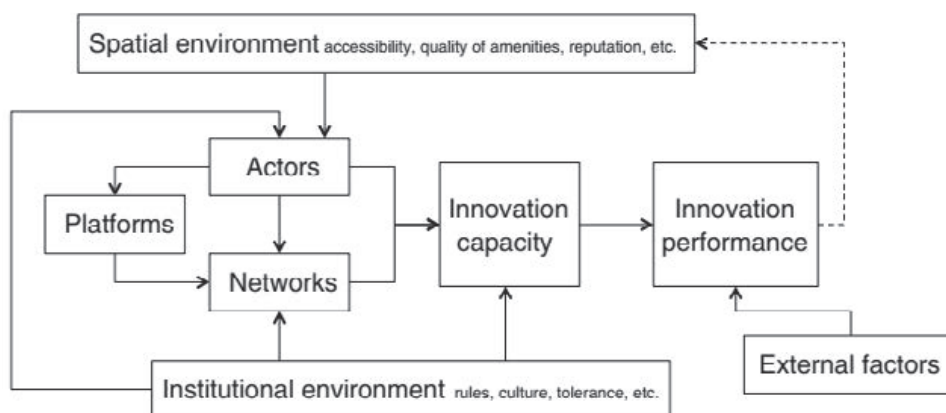 Spatial environment accessibility, quality of amenities, reputation, etc.
Actors
Platforms
Networks
Innovation
capacity
Innovation
performance
External factors
Institutional environment rules, culture, tolerance, etc.